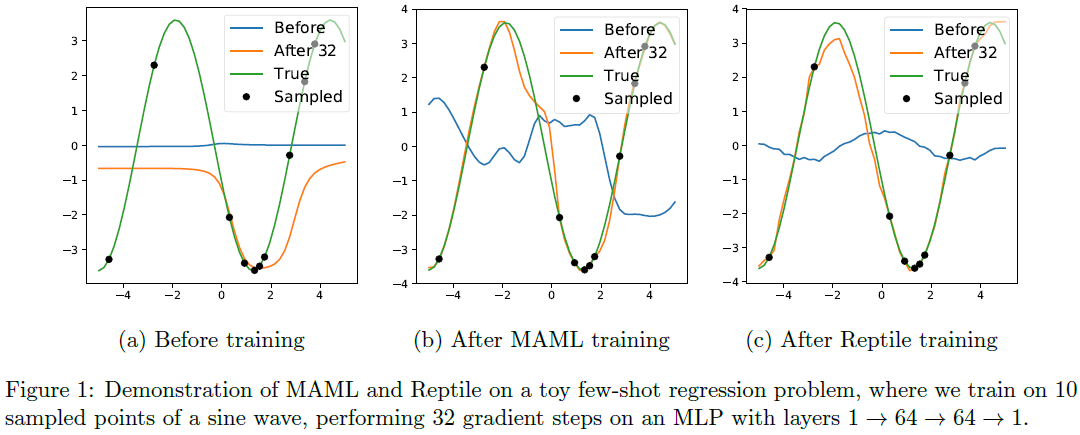 3
2
1
0
−1
−2
−3
−4
−2
0
2
4
Before
After 32
True
Sampled
4
3
2
1
0
−1
−2
−3
−4
−4
−2
0
2
4
Before
After 32
True
Sampled
4
3
2
1
0
−1
−2
−3
−4
−4
−2
0
2
4
Before
After 32
True
Sampled
(a) Before training
(b) After MAML training
(c) After Reptile training
Figure 1: Demonstration of MAML and Reptile on a toy few-shot regression problem, where we train on 10
sampled points of a sine wave, performing 32 gradient steps on an MLP with layers 1 → 64 → 64 → 1.